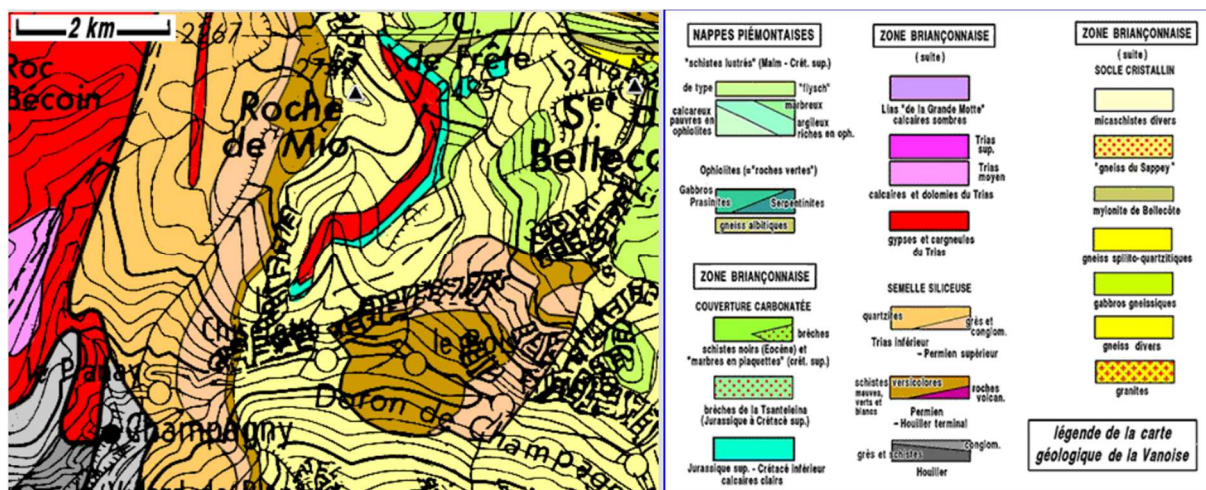 2 km
2267
Roc
Bécoin
Roche
de Mio
de Frête
3416
Set d
Belleco
le Planay
Champagny
le Bois
Doron de Champag
NAPPES PIÉMONTAISES
"schistes lustrés" (Malm - Crét. sup.)
de type
"flysch"
calcareux
pauvres en
ophiolites
marbreux
argileux
riches en oph.
Ophiolites (="roches vertes")
Gabbros
Prasinites
Serpentinites
gneiss albitiques
ZONE BRIANÇONNAISE
COUVERTURE CARBONATÉE
brèches
schistes noirs (Eocène) et
"marbres en plaquettes" (crét. sup.)
brèches de la Tsanteleina
(Jurassique à Crétacé sup.)
Jurassique sup. - Crétacé inférieur
calcaires clairs
ZONE BRIANÇONNAISE
(suite)
Lias "de la Grande Motte"
calcaires sombres
Trias
sup.
Trias
moyen
calcaires et dolomies du Trias
gypses et cargneules
du Trias
SEMELLE SILICEUSE
quartzites
grès et
conglom.
Trias inférieur
- Permien supérieur
schistes versicolores
mauves,
verts et
blancs
roches
volcan.
Permien
- Houiller terminal
conglom.
grès et schistes
Houiller
ZONE BRIANÇONNAISE
(suite)
SOCLE CRISTALLIN
micaschistes divers
"gneiss du Sappey"
mylonite de Bellecôte
gneiss spilito-quartzitiques
gabbros gneissiques
gneiss divers
granites
légende de la carte
géologique de la Vanoise